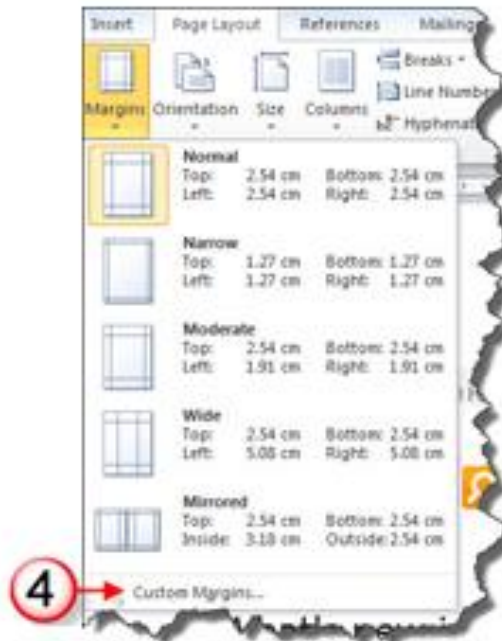 Insert Page Layout References Mailing
Breaks
Line Number
Margins Orientation Size Columns
Hyphenat
Normal
Top: 2.54 cm Bottom: 2.54 cm
Left: 2.54 cm Right: 2.54 cm
Narrow
Top: 1.27 cm Bottom: 1.27 cm
Left: 1.27 cm Right: 1.27 cm
Moderate
Top: 2.54 cm Bottom: 2.54 cm
Left: 1.91 cm Right: 1.91 cm
Wide
Top: 2.54 cm Bottom: 2.54 cm
Left: 5.08 cm Right: 5.08 cm
Mirrored
Top: 2.54 cm Bottom: 2.54 cm
Inside: 3.18 cm Outside: 2.54 cm
4 Custom Margins...